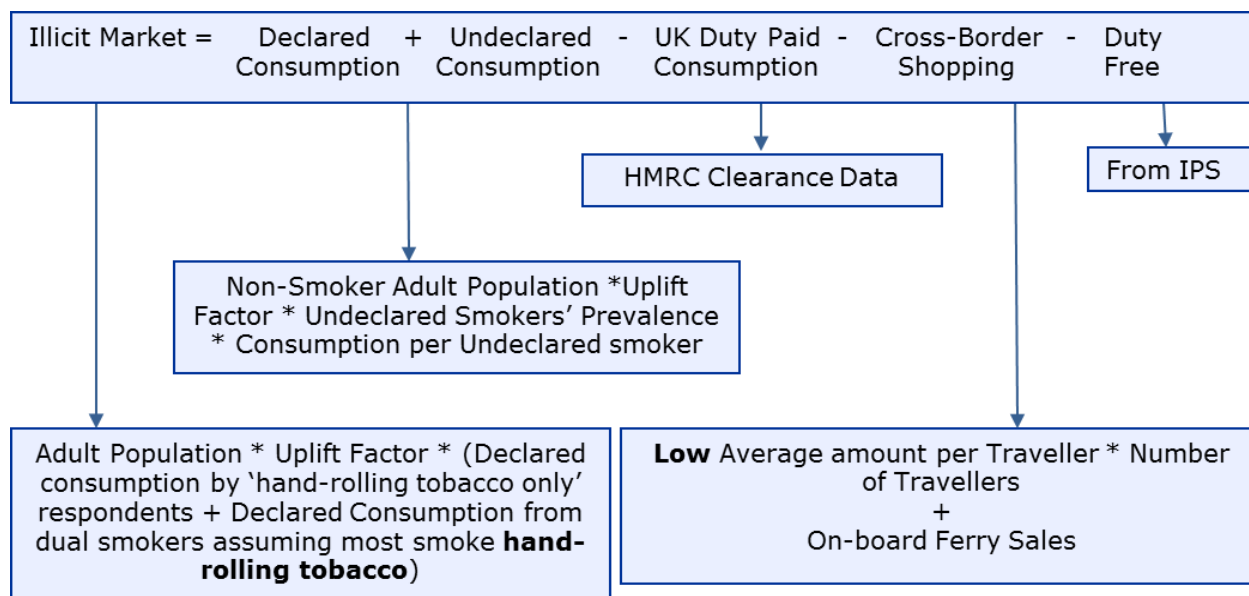 Illicit Market = Declared + Undeclared - UK Duty Paid - Cross-Border - Duty
Consumption Consumption Consumption Shopping Free
HMRC Clearance Data
From IPS
Non-Smoker Adult Population *Uplift
Factor * Undeclared Smokers’ Prevalence
* Consumption per Undeclared smoker
Adult Population * Uplift Factor * (Declared
consumption by ‘hand-rolling tobacco only’
respondents + Declared Consumption from
dual smokers assuming most smoke hand-
rolling tobacco)
Low Average amount per Traveller * Number
of Travellers
+
On-board Ferry Sales